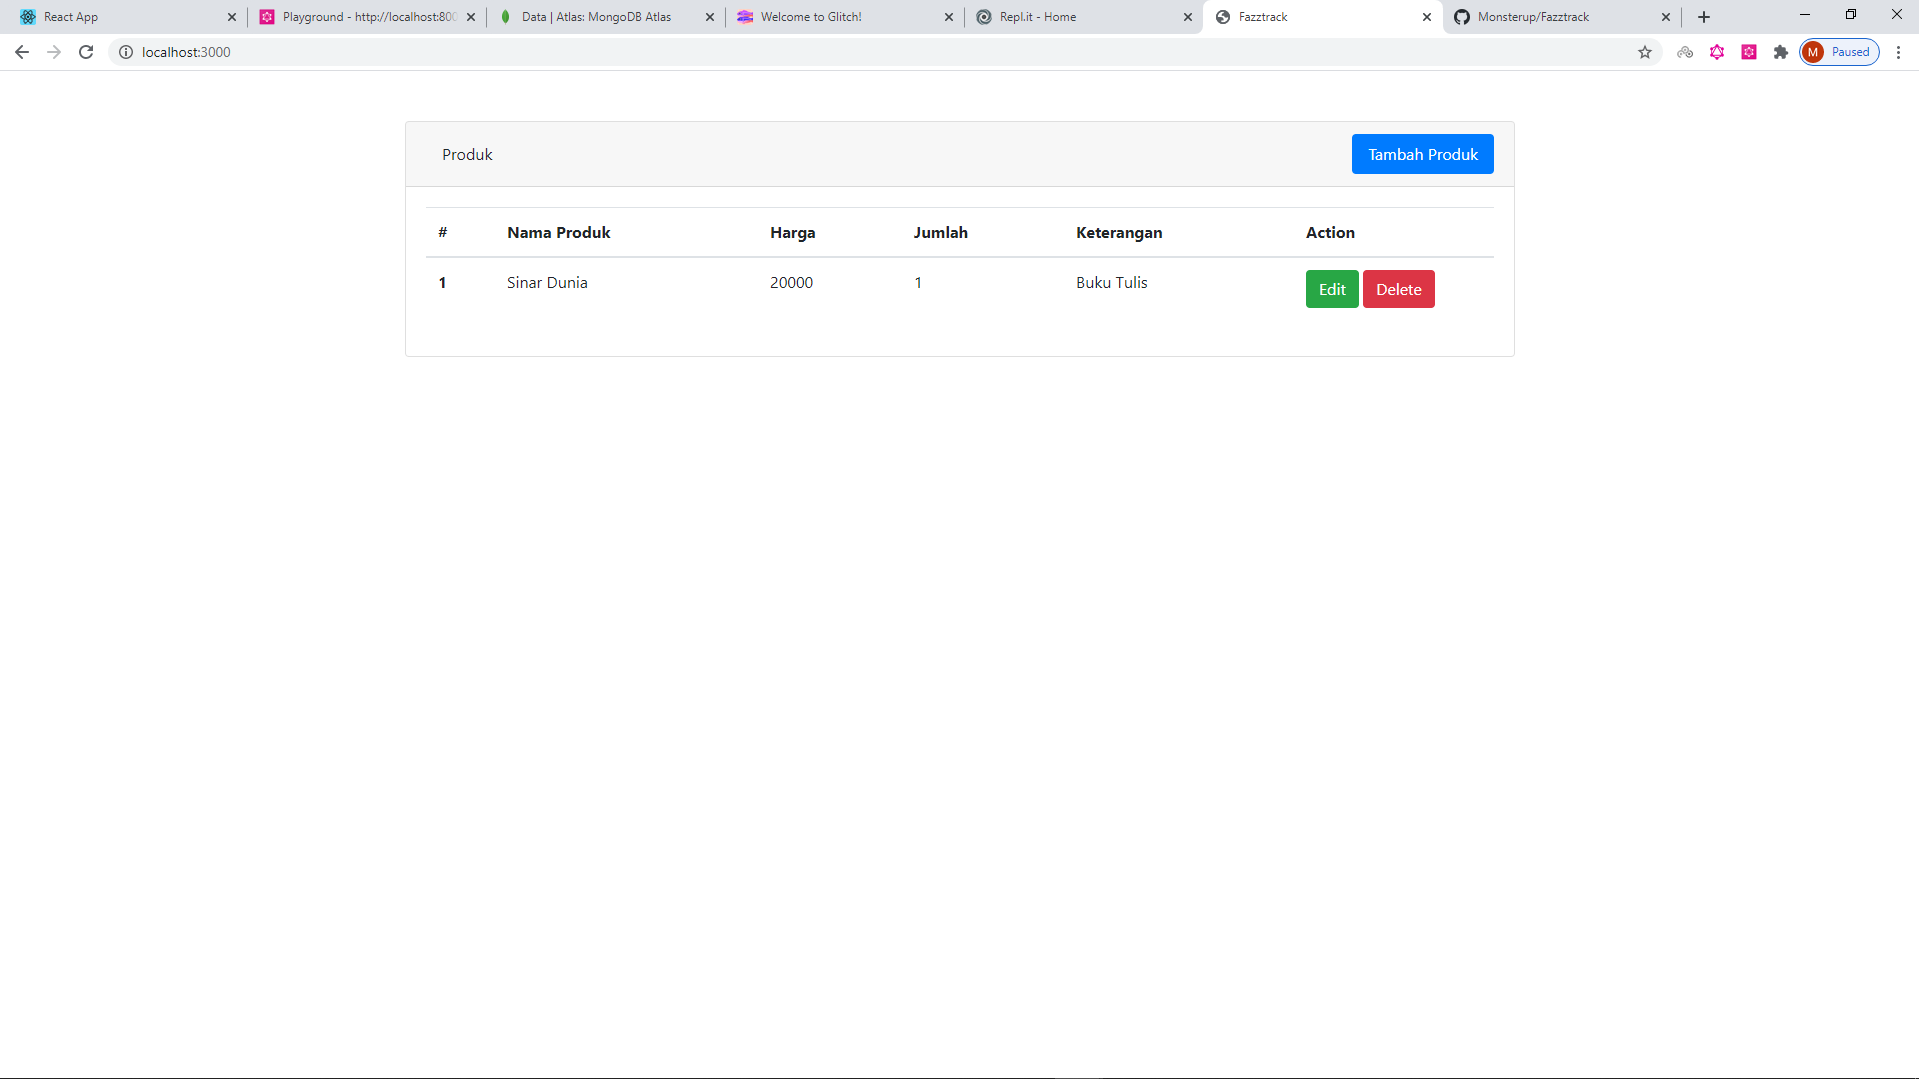 React App
Playground - http://localhost:800
Data | Atlas: MongoDB Atlas
Welcome to Glitch!
Repl.it - Home
Fazztrack
Monsterup/Fazztrack
localhost:3000
M Paused
Produk
Tambah Produk
# Nama Produk Harga Jumlah Keterangan Action
1 Sinar Dunia 20000 1 Buku Tulis Edit Delete